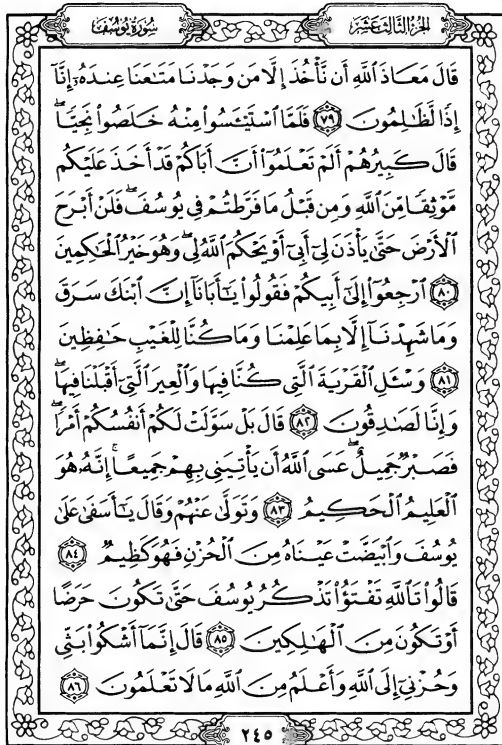 الجزء الثالث عشر
سورة يوسف
قَالَ مَعَاذَ ٱللَّهِ أَن نَّأْخُذَ إِلَّا مَن وَجَدْنَا مَتَٰعَنَا عِندَهُۥٓ إِنَّآ
إِذًا لَّظَٰلِمُونَ ٧٩ فَلَمَّا ٱسْتَيْـَٔسُوا۟ مِنْهُ خَلَصُوا۟ نَجِيًّا ۖ
قَالَ كَبِيرُهُمْ أَلَمْ تَعْلَمُوٓا۟ أَنَّ أَبَاكُمْ قَدْ أَخَذَ عَلَيْكُم
مَّوْثِقًا مِّنَ ٱللَّهِ وَمِن قَبْلُ مَا فَرَّطتُمْ فِى يُوسُفَ ۖ فَلَنْ أَبْرَحَ
ٱلْأَرْضَ حَتَّىٰ يَأْذَنَ لِىٓ أَبِىٓ أَوْ يَحْكُمَ ٱللَّهُ لِى ۖ وَهُوَ خَيْرُ ٱلْحَٰكِمِينَ
٨٠ ٱرْجِعُوٓا۟ إِلَىٰٓ أَبِيكُمْ فَقُولُوا۟ يَٰٓأَبَانَآ إِنَّ ٱبْنَكَ سَرَقَ
وَمَا شَهِدْنَآ إِلَّا بِمَا عَلِمْنَا وَمَا كُنَّا لِلْغَيْبِ حَٰفِظِينَ
٨١ وَسْـَٔلِ ٱلْقَرْيَةَ ٱلَّتِى كُنَّا فِيهَا وَٱلْعِيرَ ٱلَّتِىٓ أَقْبَلْنَا فِيهَا ۖ
وَإِنَّا لَصَٰدِقُونَ ٨٢ قَالَ بَلْ سَوَّلَتْ لَكُمْ أَنفُسُكُمْ أَمْرًا ۖ
فَصَبْرٌ جَمِيلٌ ۖ عَسَى ٱللَّهُ أَن يَأْتِيَنِى بِهِمْ جَمِيعًا ۚ إِنَّهُۥ هُوَ
ٱلْعَلِيمُ ٱلْحَكِيمُ ٨٣ وَتَوَلَّىٰ عَنْهُمْ وَقَالَ يَٰٓأَسَفَىٰ عَلَىٰ
يُوسُفَ وَٱبْيَضَّتْ عَيْنَاهُ مِنَ ٱلْحُزْنِ فَهُوَ كَظِيمٌ ٨٤
قَالُوا۟ تَٱللَّهِ تَفْتَؤُا۟ تَذْكُرُ يُوسُفَ حَتَّىٰ تَكُونَ حَرَضًا
أَوْ تَكُونَ مِنَ ٱلْهَٰلِكِينَ ٨٥ قَالَ إِنَّمَآ أَشْكُوا۟ بَثِّى
وَحُزْنِىٓ إِلَى ٱللَّهِ وَأَعْلَمُ مِنَ ٱللَّهِ مَا لَا تَعْلَمُونَ ٨٦
٢٤٥